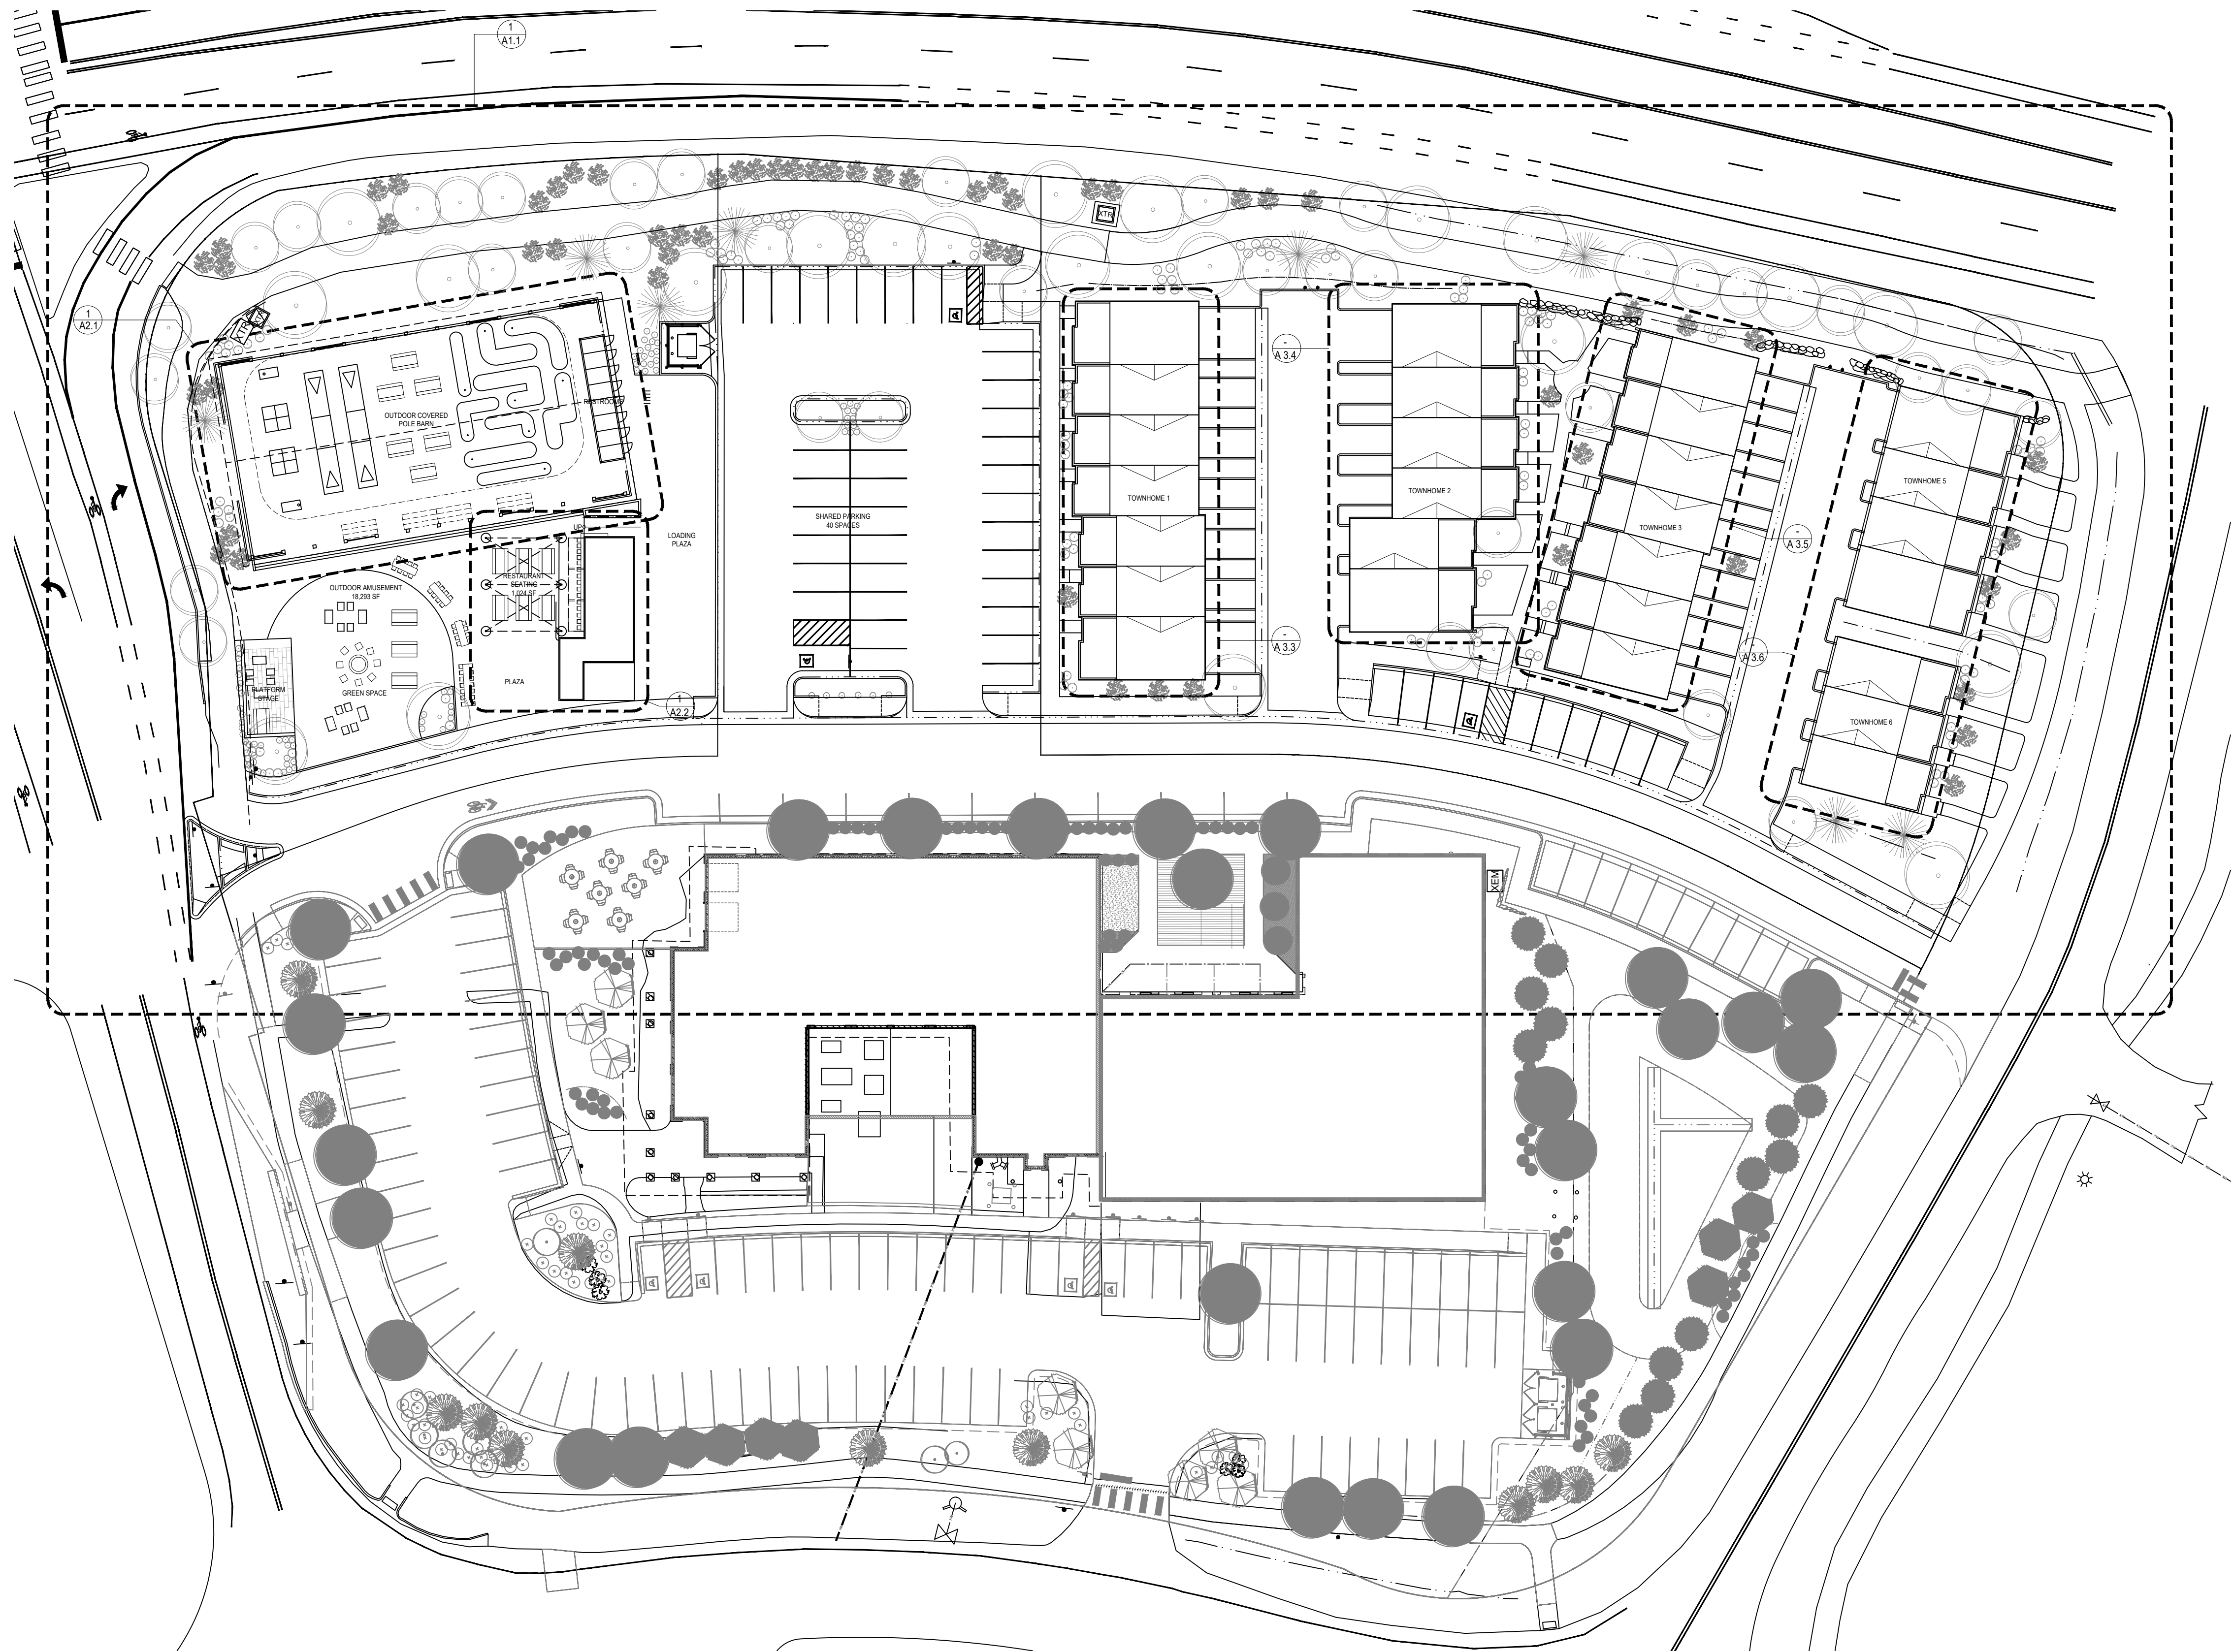 1
A1.1
XTR
1
A2.1
XTR
OUTDOOR COVERED
POLE BARN
RESTROOMS
-
A 3.4
TOWNHOME 1
TOWNHOME 2
TOWNHOME 3
TOWNHOME 5
-
A 3.5
SHARED PARKING
40 SPACES
LOADING
PLAZA
UP
RESTAURANT
SEATING
1,024 SF
OUTDOOR AMUSEMENT
18,293 SF
-
A 3.3
-
A 3.6
PLATFORM
STAGE
GREEN SPACE
PLAZA
1
A2.2
TOWNHOME 6
XEM